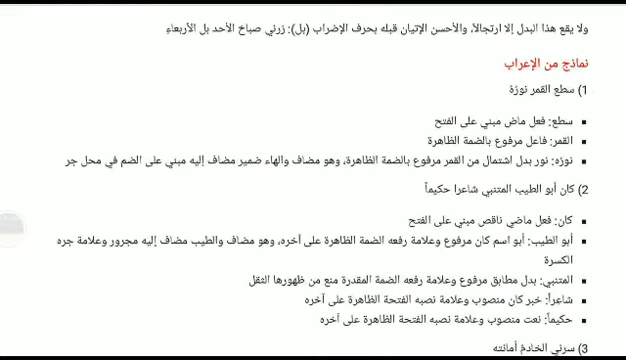 ولا يقع هذا البدل إلا ارتجالاً، والأحسن الإتيان قبله بحرف الإضراب (بل): زرني صباخ الأحد بل الأربعاء
نماذج من الإعراب
1) سطع القمر نورُهُ
سطع: فعل ماض مبني على الفتح
القمر: فاعل مرفوع بالضمة الظاهرة
نورُه: نور بدل اشتمال من القمر مرفوع بالضمة الظاهرة، وهو مضاف والهاء ضمير مضاف إليه مبني على الضم في محل جر
2) كان أبو الطيب المتنبي شاعرا حكيماً
كان: فعل ماضي ناقص مبني على الفتح
أبو الطيب: أبو اسم كان مرفوع وعلامة رفعه الضمة الظاهرة على آخره، وهو مضاف والطيب مضاف إليه مجرور وعلامة جره
الكسرة
المتنبي: بدل مطابق مرفوع وعلامة رفعه الضمة المقدرة منع من ظهورها الثقل
شاعراً: خبر كان منصوب وعلامة نصبه الفتحة الظاهرة على آخره
حكيماً: نعت منصوب وعلامة نصبه الفتحة الظاهرة على آخره
3) سرني الخادمُ أمانته